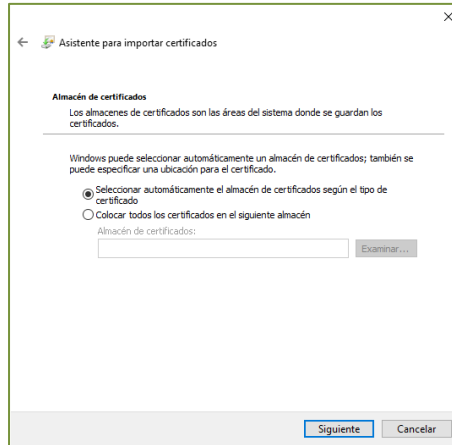 Asistente para importar certificados
Almacén de certificados
Los almacenes de certificados son las áreas del sistema donde se guardan los
certificados.
Windows puede seleccionar automáticamente un almacén de certificados; también se
puede especificar una ubicación para el certificado.
Seleccionar automáticamente el almacén de certificados según el tipo de
certificado
Colocar todos los certificados en el siguiente almacén
Almacén de certificados:
Examinar...
Siguiente
Cancelar